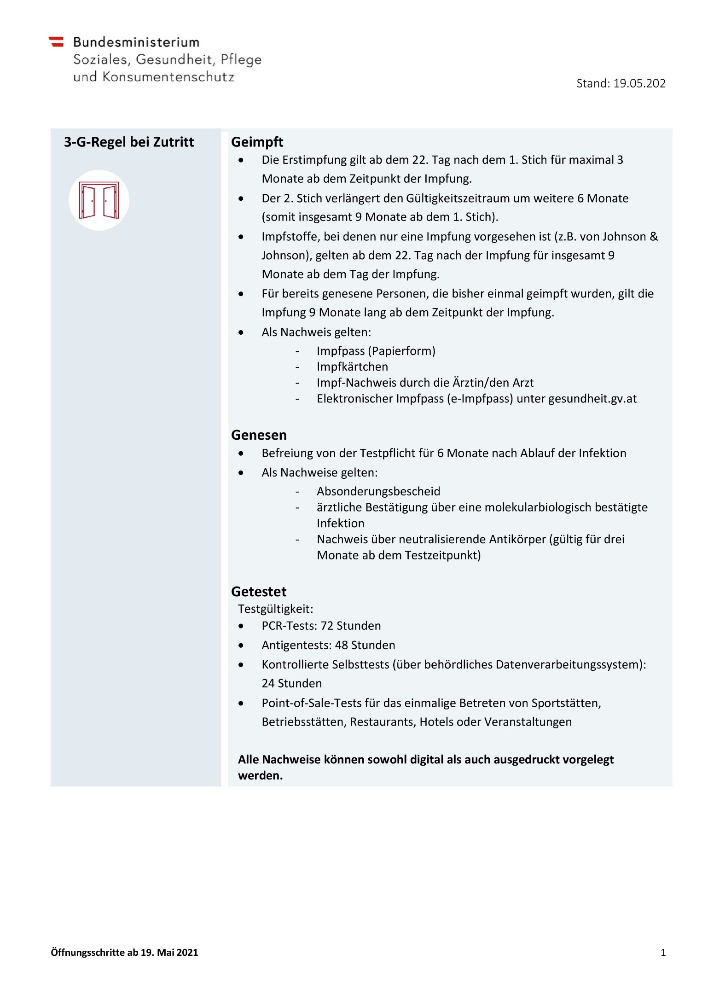 Bundesministerium
Soziales, Gesundheit, Pflege
und Konsumentenschutz
Stand: 19.05.202
3-G-Regel bei Zutritt
Geimpft
• Die Erstimpfung gilt ab dem 22. Tag nach dem 1. Stich für maximal 3
Monate ab dem Zeitpunkt der Impfung.
• Der 2. Stich verlängert den Gültigkeitszeitraum um weitere 6 Monate
(somit insgesamt 9 Monate ab dem 1. Stich).
• Impfstoffe, bei denen nur eine Impfung vorgesehen ist (z.B. von Johnson &
Johnson), gelten ab dem 22. Tag nach der Impfung für insgesamt 9
Monate ab dem Tag der Impfung.
• Für bereits genesene Personen, die bisher einmal geimpft wurden, gilt die
Impfung 9 Monate lang ab dem Zeitpunkt der Impfung.
• Als Nachweis gelten:
- Impfpass (Papierform)
- Impfkärtchen
- Impf-Nachweis durch die Ärztin/den Arzt
- Elektronischer Impfpass (e-Impfpass) unter gesundheit.gv.at
Genesen
• Befreiung von der Testpflicht für 6 Monate nach Ablauf der Infektion
• Als Nachweise gelten:
- Absonderungsbescheid
- ärztliche Bestätigung über eine molekularbiologisch bestätigte
Infektion
- Nachweis über neutralisierende Antikörper (gültig für drei
Monate ab dem Testzeitpunkt)
Getestet
Testgültigkeit:
• PCR-Tests: 72 Stunden
• Antigentests: 48 Stunden
• Kontrollierte Selbsttests (über behördliches Datenverarbeitungssystem):
24 Stunden
• Point-of-Sale-Tests für das einmalige Betreten von Sportstätten,
Betriebsstätten, Restaurants, Hotels oder Veranstaltungen
Alle Nachweise können sowohl digital als auch ausgedruckt vorgelegt
werden.
Öffnungsschritte ab 19. Mai 2021
1